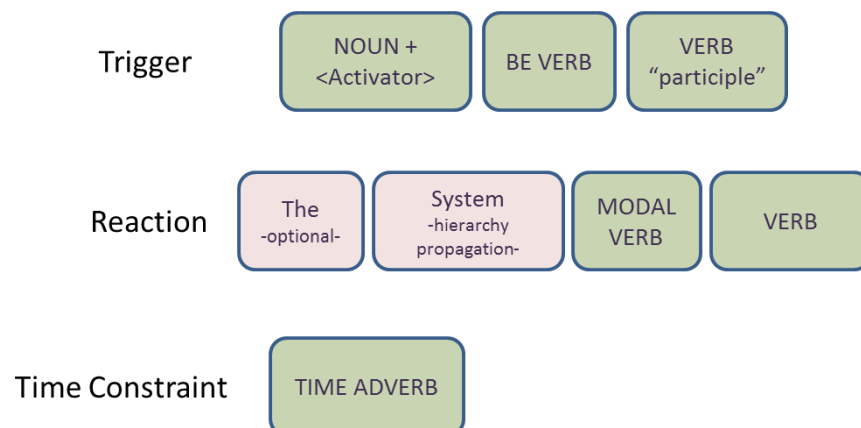 Trigger
NOUN +
<Activator>
BE VERB
VERB
“participle”
Reaction
The
-optional-
System
-hierarchy
propagation-
MODAL
VERB
VERB
Time Constraint
TIME ADVERB